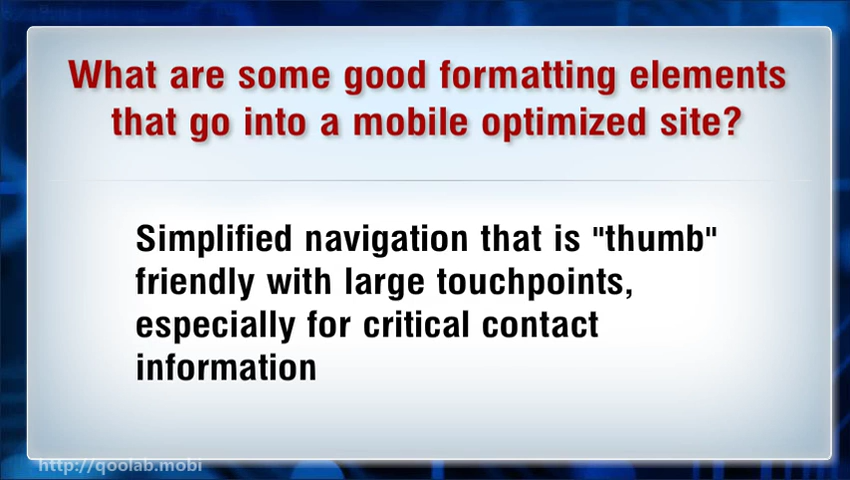 What are some good formatting elements
that go into a mobile optimized site?
Simplified navigation that is "thumb"
friendly with large touchpoints,
especially for critical contact
information
http://qoolab.mobi